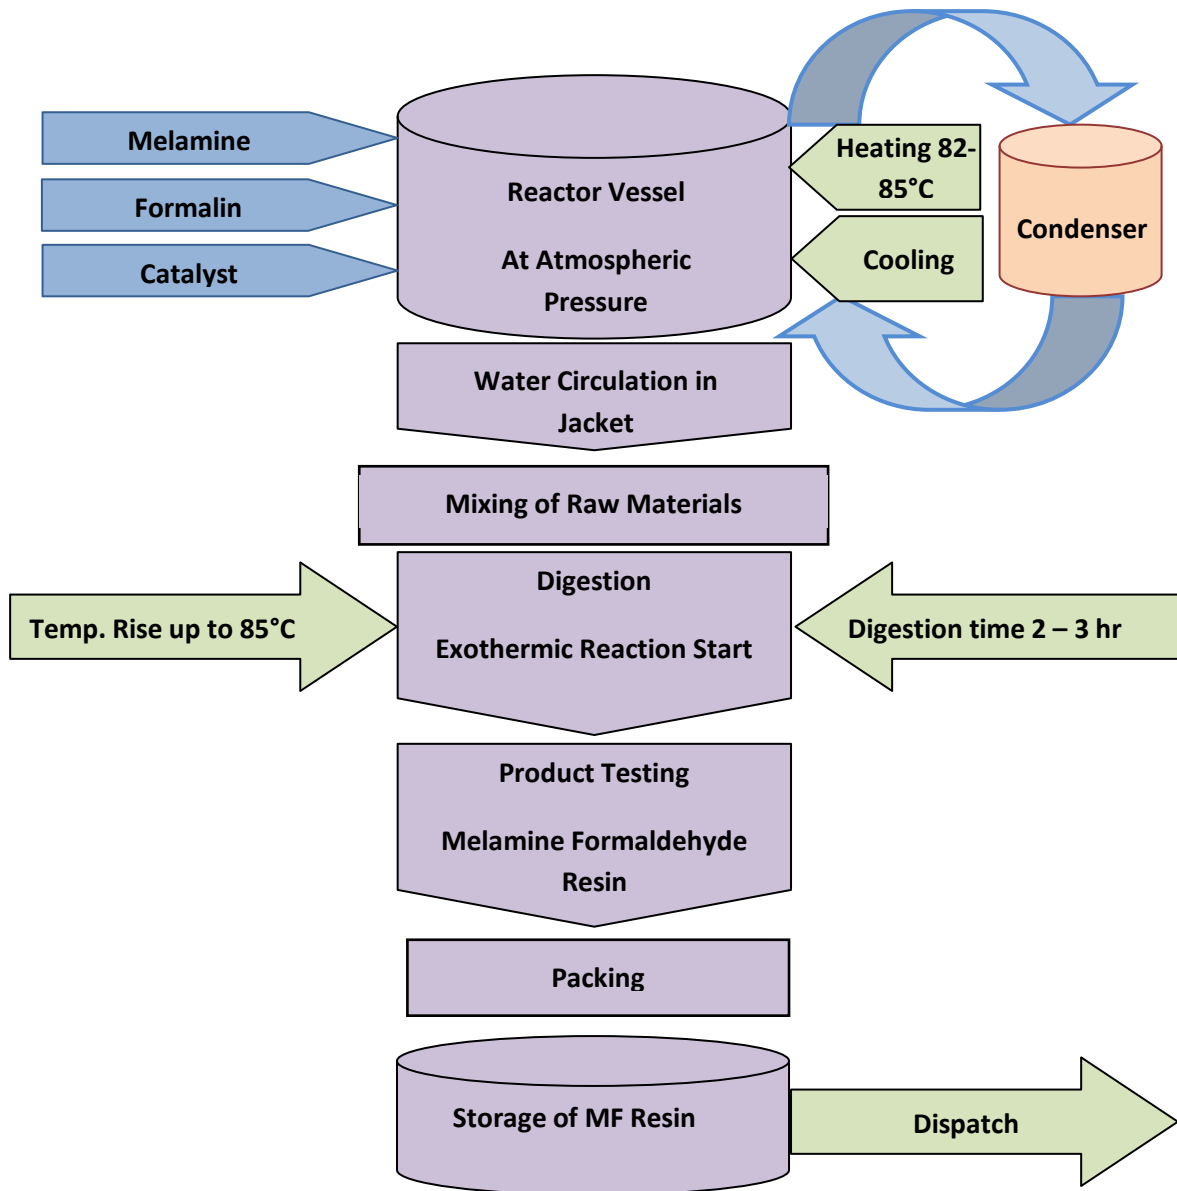 Melamine
Formalin
Catalyst
Reactor Vessel
At Atmospheric
Pressure
Heating 82-
85°C
Cooling
Condenser
Water Circulation in
Jacket
Mixing of Raw Materials
Temp. Rise up to 85°C
Digestion
Exothermic Reaction Start
Digestion time 2 – 3 hr
Product Testing
Melamine Formaldehyde
Resin
Packing
Storage of MF Resin
Dispatch